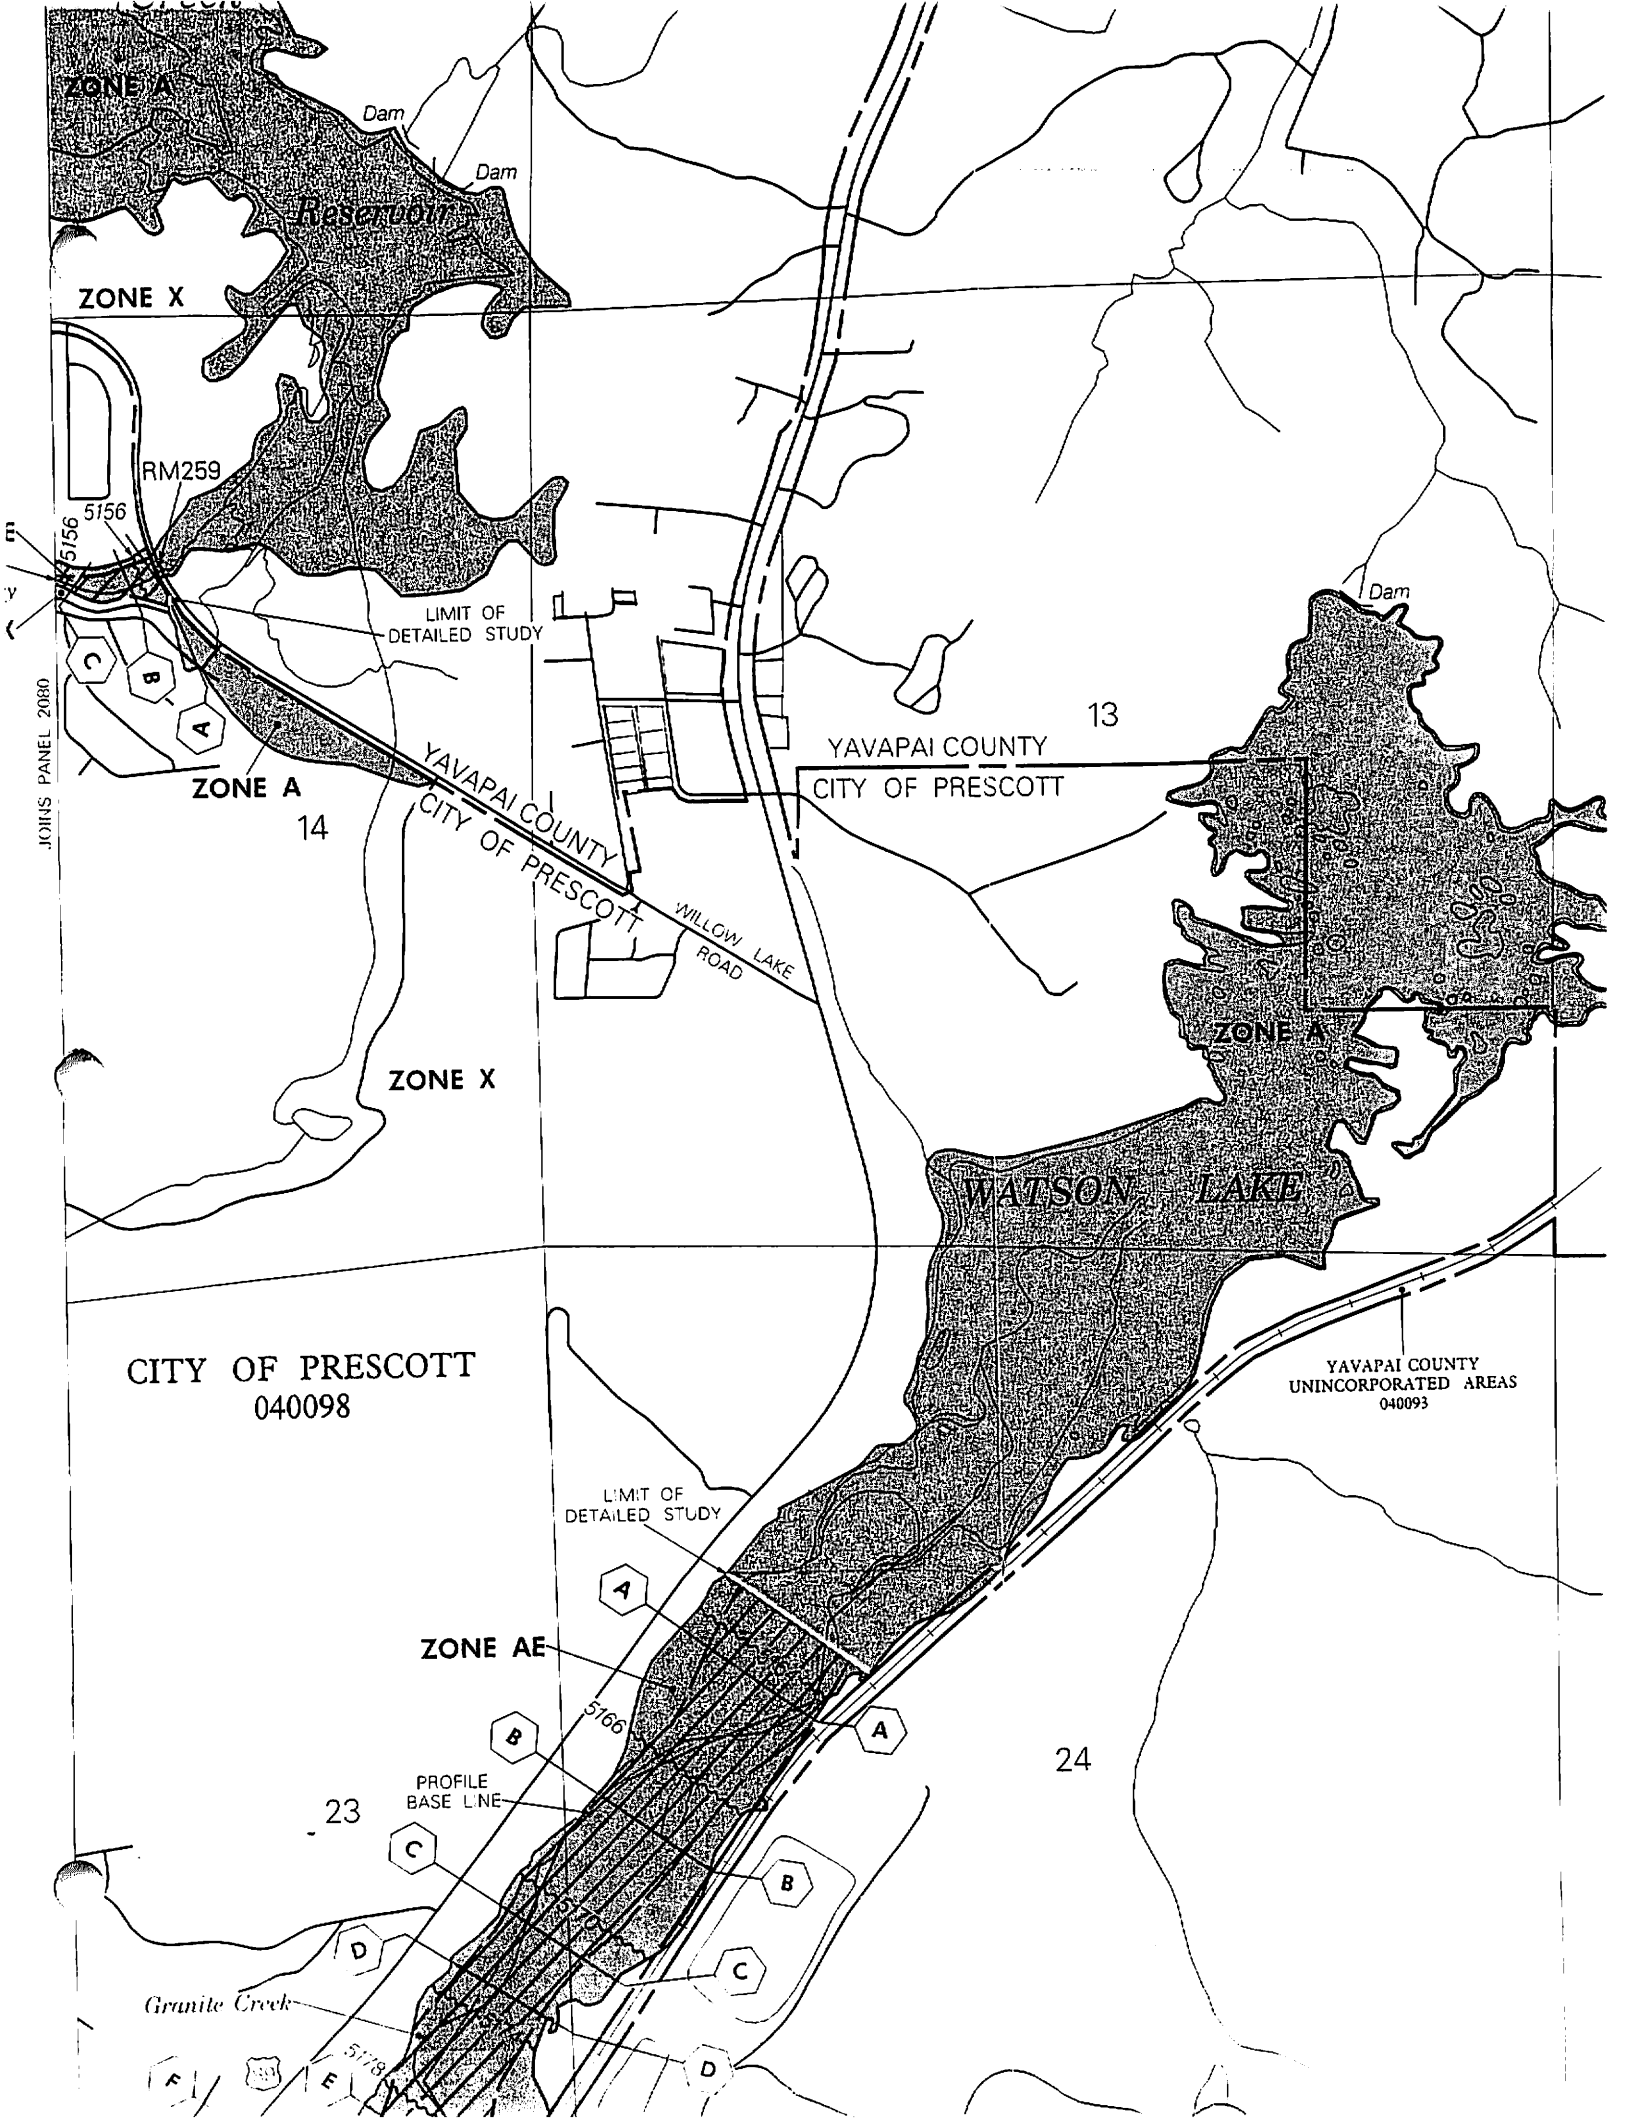 ZONE A
Dam
Dam
Reservoir
ZONE X
RM259
5156
5156
E
LIMIT OF
DETAILED STUDY
Dam
C
B
A
JOINS PANEL 2080
ZONE A
14
13
YAVAPAI COUNTY
CITY OF PRESCOTT
YAVAPAI COUNTY
CITY OF PRESCOTT
WILLOW LAKE
ROAD
ZONE A
ZONE X
WATSON LAKE
CITY OF PRESCOTT
040098
YAVAPAI COUNTY
UNINCORPORATED AREAS
040093
LIMIT OF
DETAILED STUDY
A
ZONE AE
5166
B
A
24
PROFILE
BASE LINE
23
C
B
D
C
Granite Creek
5178
F
E
D